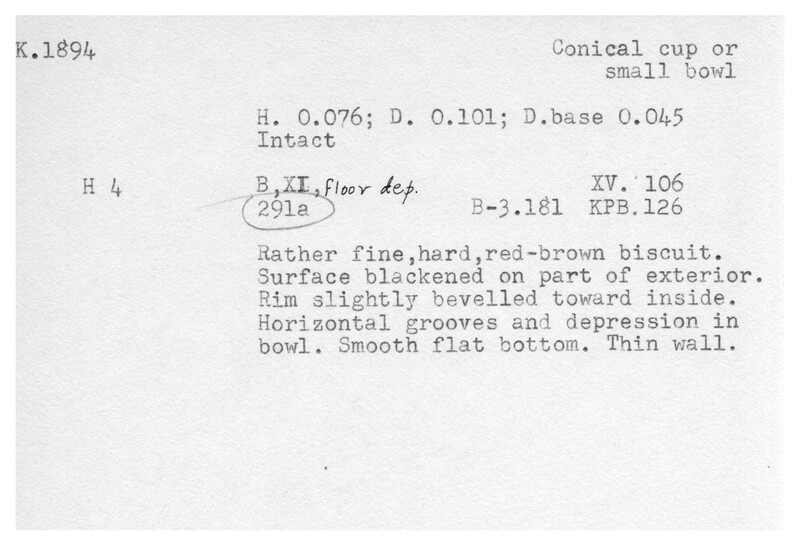 K.1894 Conical cup or
small bowl
H. 0.076; D. 0.101; D.base 0.045
Intact
H 4 B,XI, floor dep. XV. 106
291a B-3.181 KPB.126
Rather fine,hard,red-brown biscuit.
Surface blackened on part of exterior.
Rim slightly bevelled toward inside.
Horizontal grooves and depression in
bowl. Smooth flat bottom. Thin wall.